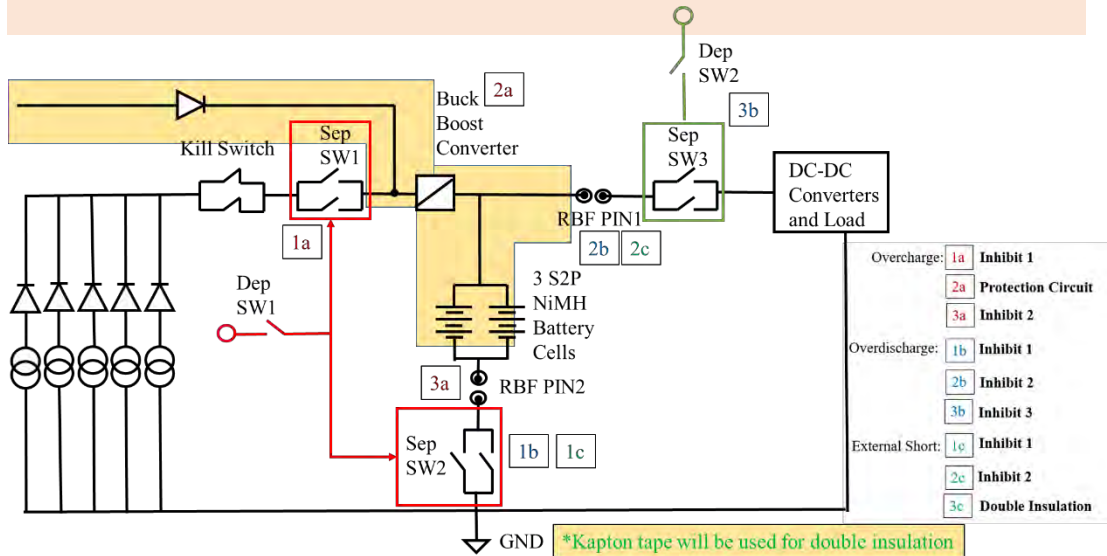 Dep
SW2
Buck
Boost
Converter
2a
3b
Kill Switch
Sep
SW1
Sep
SW3
DC-DC
Converters
and Load
RBF PIN1
1a
2b
2c
Dep
SW1
3 S2P
NiMH
Battery
Cells
3a
RBF PIN2
Sep
SW2
1b
1c
GND
*Kapton tape will be used for double insulation
Overcharge: 1a Inhibit 1
2a Protection Circuit
3a Inhibit 2
Overdischarge: 1b Inhibit 1
2b Inhibit 2
3b Inhibit 3
External Short: 1c Inhibit 1
2c Inhibit 2
3c Double Insulation